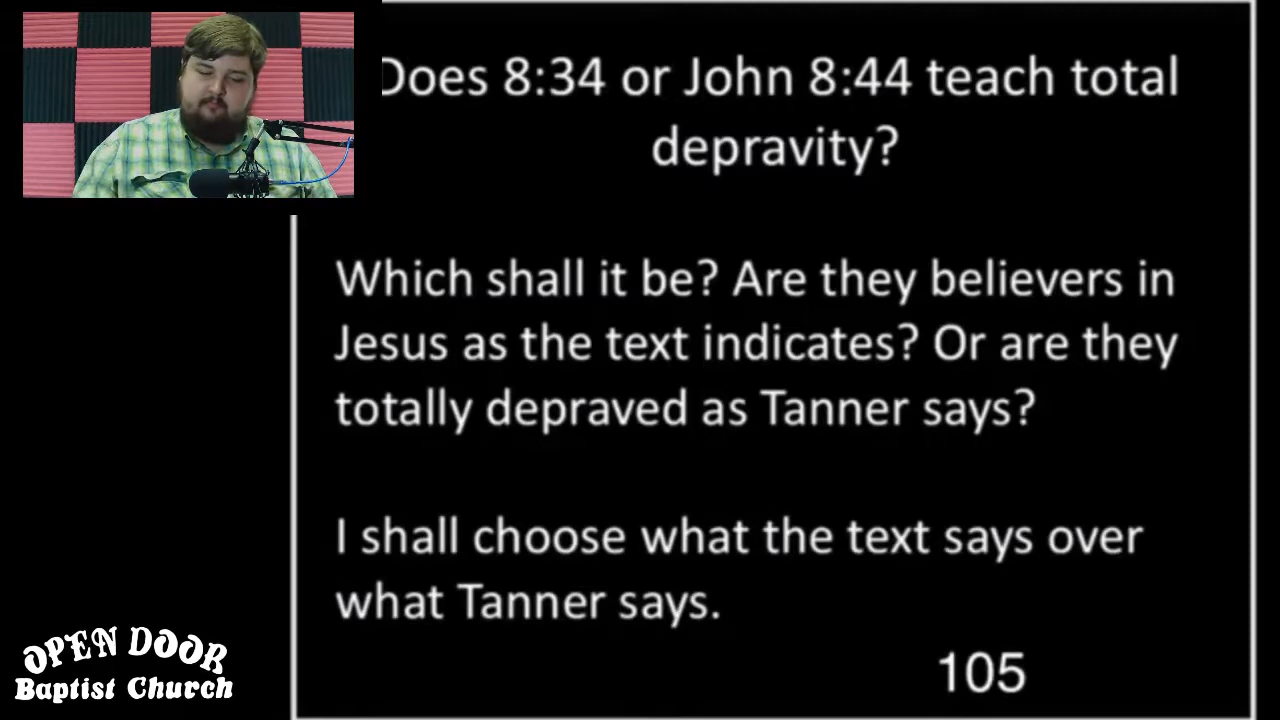 Does 8:34 or John 8:44 teach total
depravity?
Which shall it be? Are they believers in
Jesus as the text indicates? Or are they
totally depraved as Tanner says?
I shall choose what the text says over
what Tanner says.
105
OPEN DOOR
Baptist Church